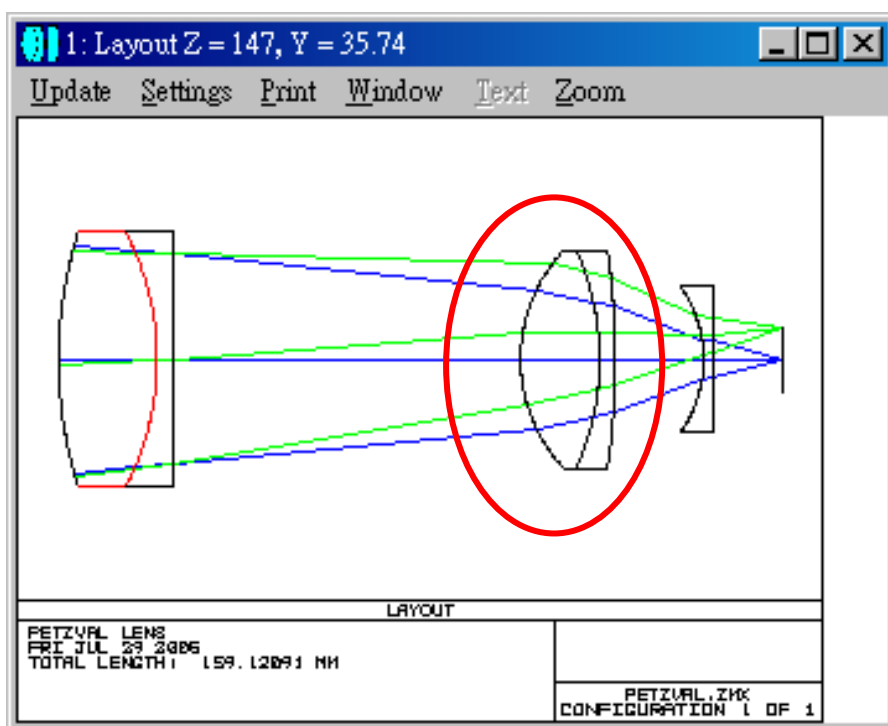 1: Layout Z = 147, Y = 35.74
Update Settings Print Window Text Zoom
LAYOUT
PETZVAL LENS
FRI JUL 29 2005
TOTAL LENGTH: 159.12091 MM
PETZVAL.ZMX
CONFIGURATION 1 OF 1